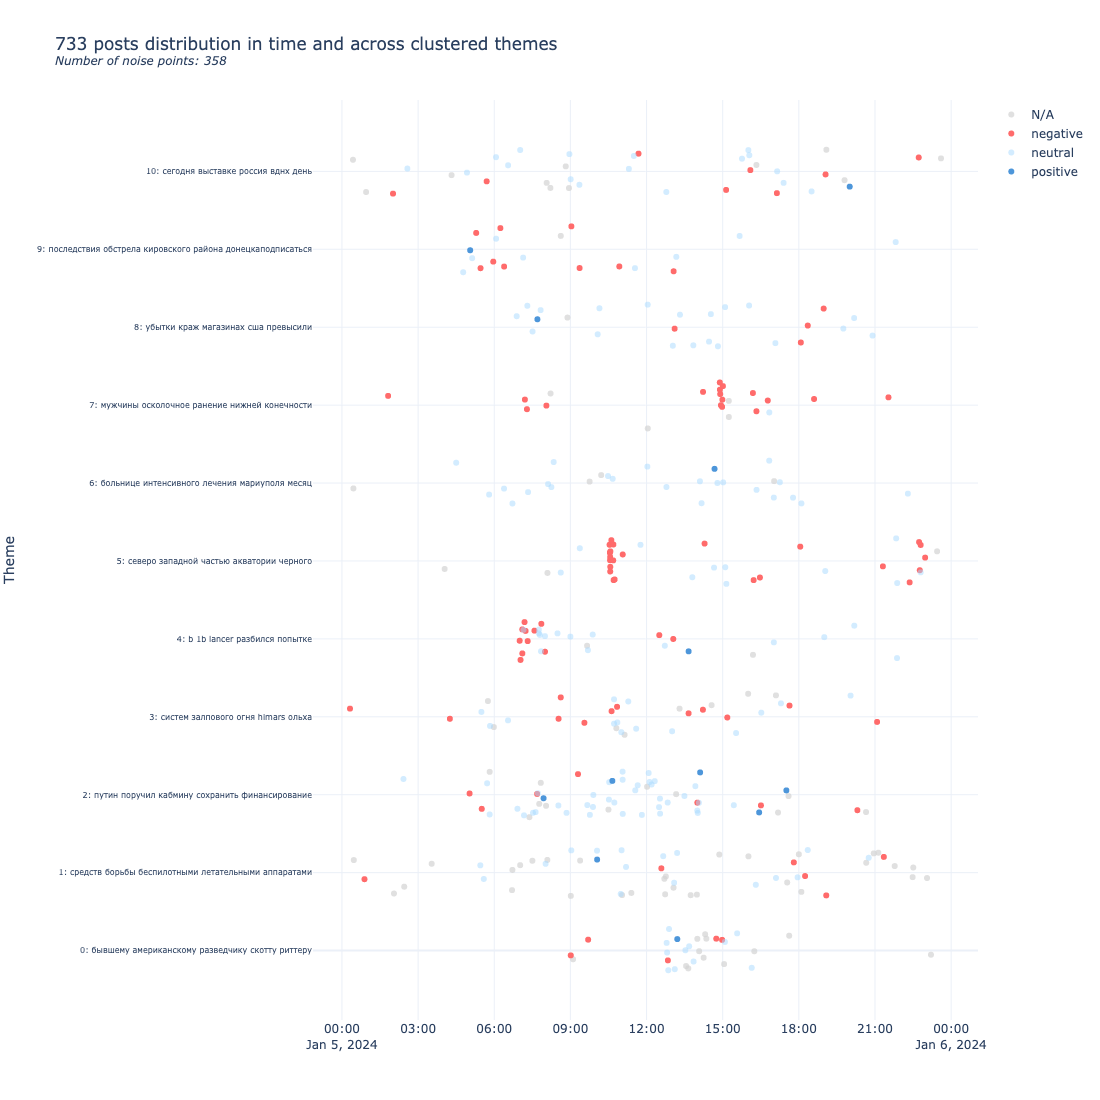 733 posts distribution in time and across clustered themes
Number of noise points: 358
N/A
negative
neutral
positive
Theme
10: сегодня выставке россия вднх день
9: последствия обстрела кировского района донецкаподписаться
8: убытки краж магазинах сша превысили
7: мужчины осколочное ранение нижней конечности
6: больнице интенсивного лечения мариуполя месяц
5: северо западной частью акватории черного
4: b 1b lancer разбился попытке
3: систем залпового огня himars ольха
2: путин поручил кабмину сохранить финансирование
1: средств борьбы беспилотными летательными аппаратами
0: бывшему американскому разведчику скотту риттеру
00:00 03:00 06:00 09:00 12:00 15:00 18:00 21:00 00:00
Jan 5, 2024 Jan 6, 2024